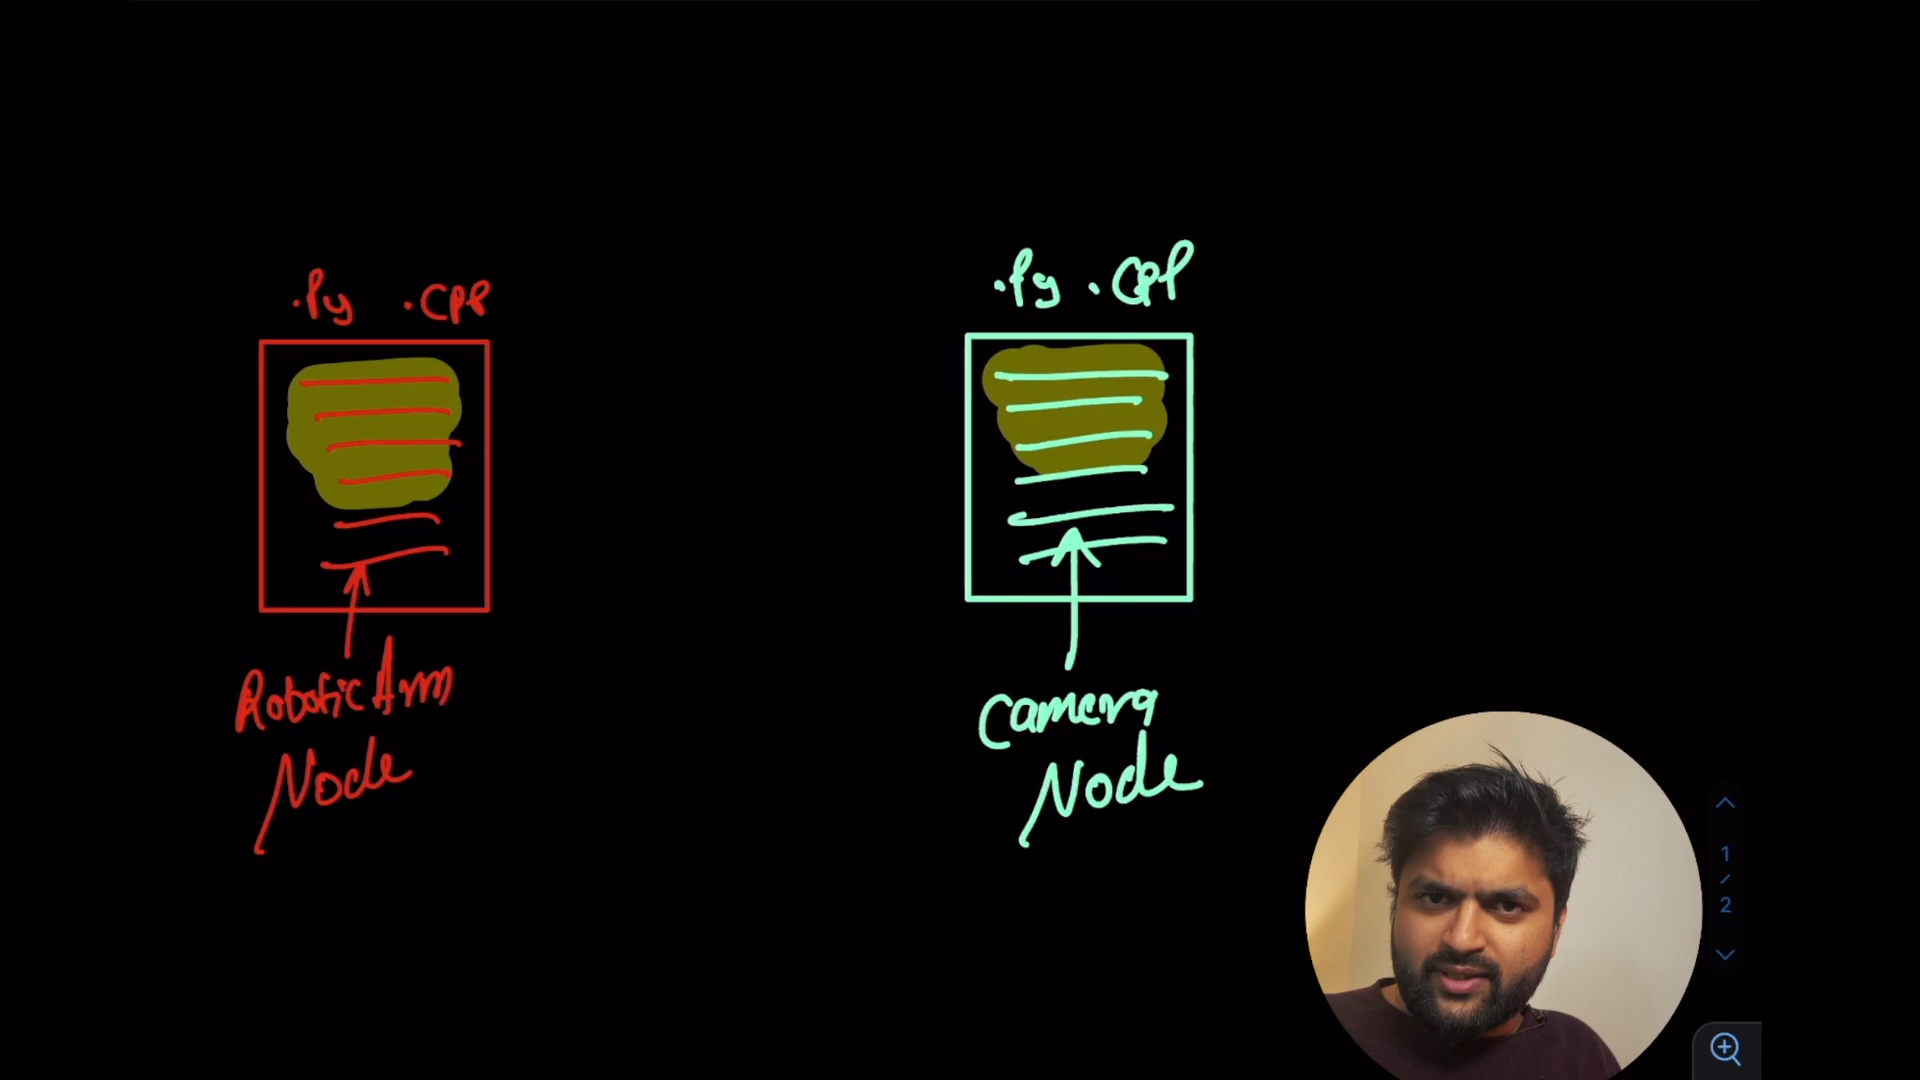 .Py .CPP
Robotic Arm
Node
.Py .CPP
Camera
Node
1
/
2